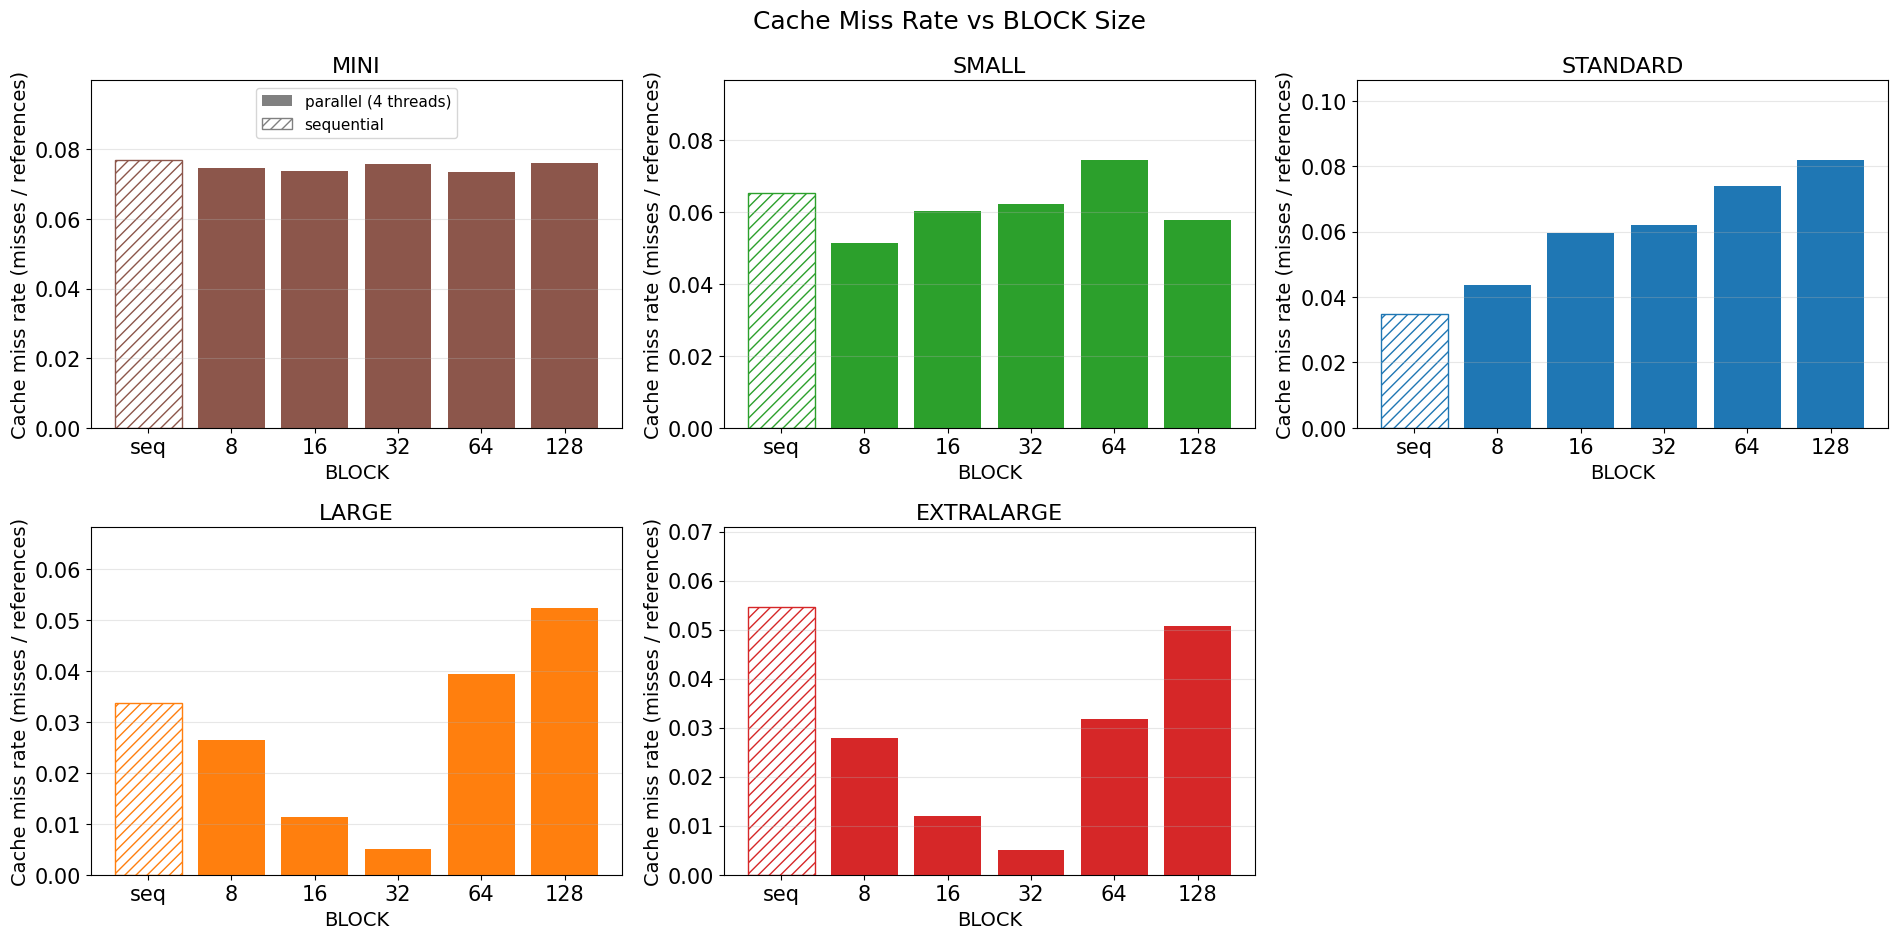 Cache Miss Rate vs BLOCK Size
MINI
Cache miss rate (misses / references)
0.08
0.06
0.04
0.02
0.00
parallel (4 threads)
sequential
seq 8 16 32 64 128
BLOCK
SMALL
Cache miss rate (misses / references)
0.08
0.06
0.04
0.02
0.00
seq 8 16 32 64 128
BLOCK
STANDARD
Cache miss rate (misses / references)
0.10
0.08
0.06
0.04
0.02
0.00
seq 8 16 32 64 128
BLOCK
LARGE
Cache miss rate (misses / references)
0.06
0.05
0.04
0.03
0.02
0.01
0.00
seq 8 16 32 64 128
BLOCK
EXTRALARGE
Cache miss rate (misses / references)
0.07
0.06
0.05
0.04
0.03
0.02
0.01
0.00
seq 8 16 32 64 128
BLOCK